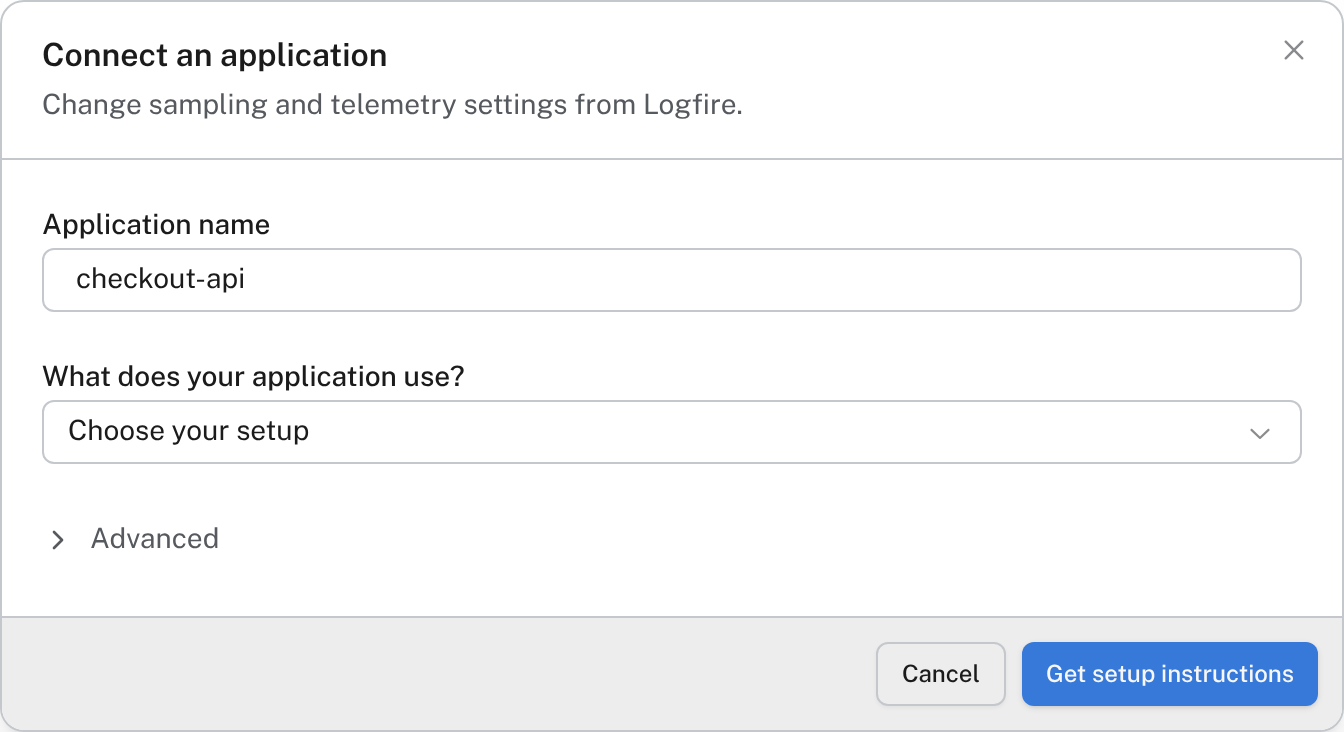 Connect an application
Change sampling and telemetry settings from Logfire.
Application name
checkout-api
What does your application use?
Choose your setup
Advanced
Cancel
Get setup instructions